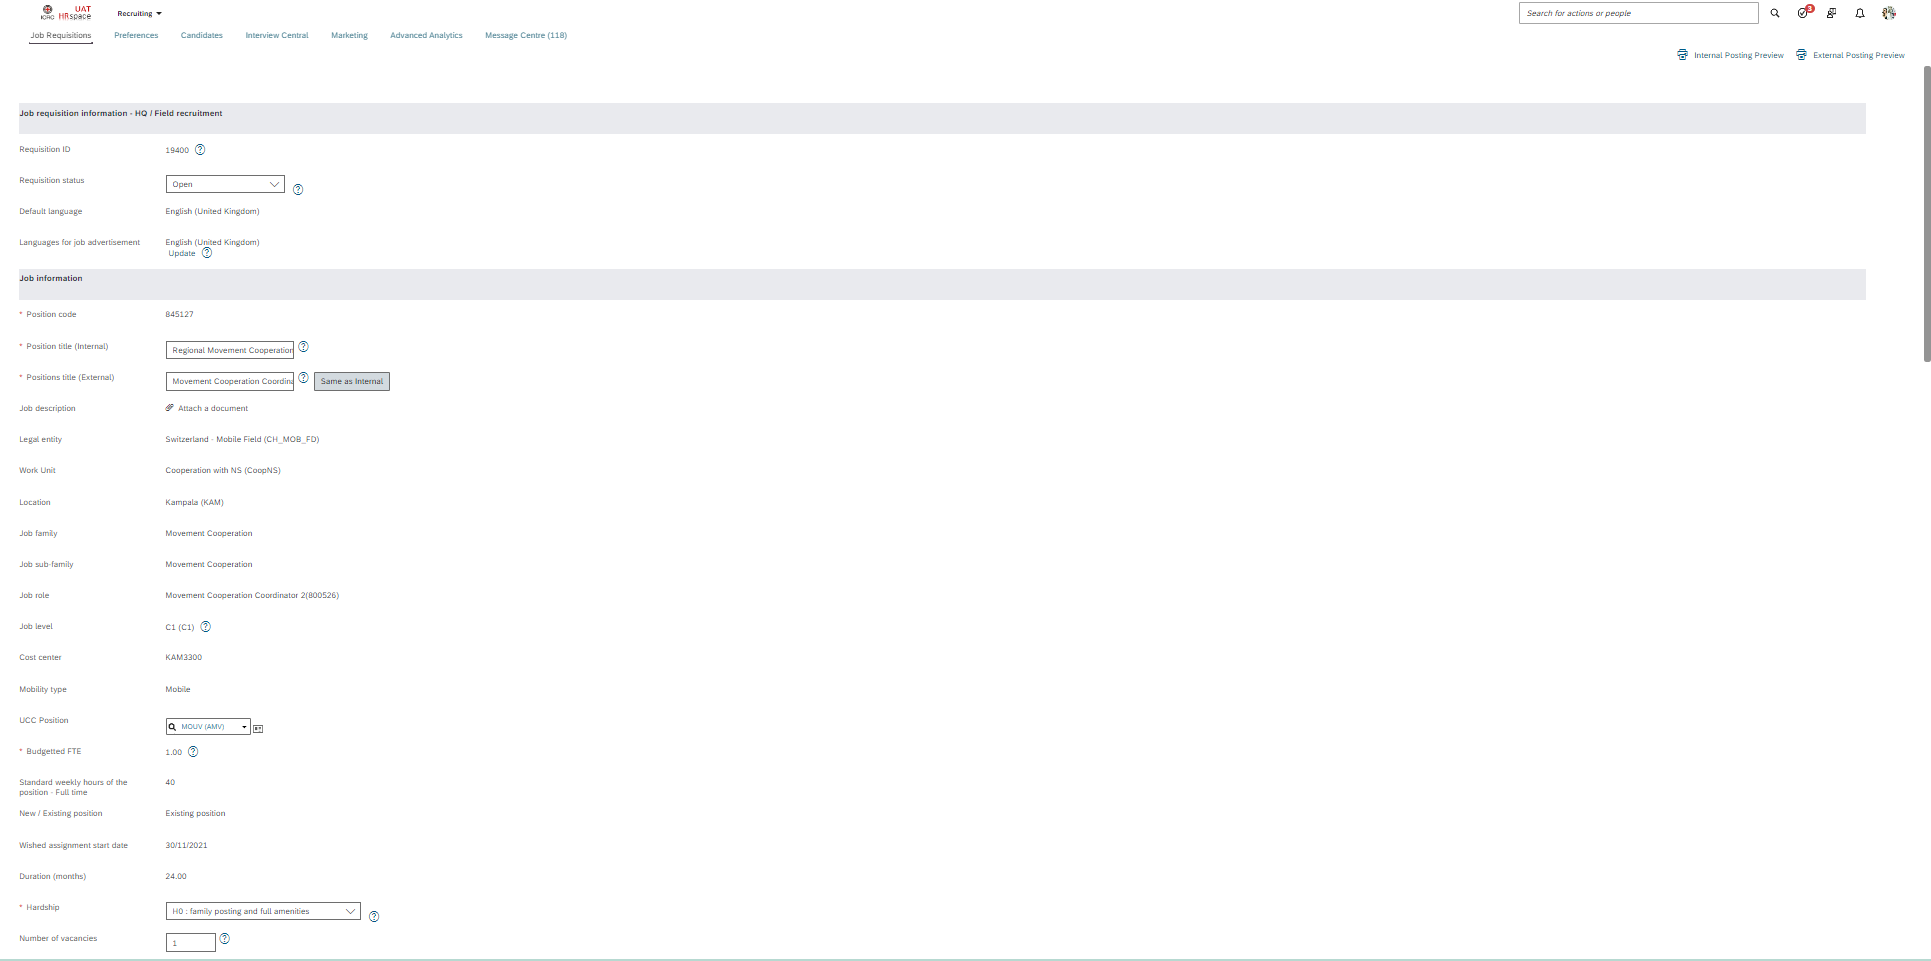 ICRC UAT HRspace Recruiting Search for actions or people 3
Job Requisitions Preferences Candidates Interview Central Marketing Advanced Analytics Message Centre (118)
Internal Posting Preview External Posting Preview
Job requisition information - HQ / Field recruitment
Requisition ID 19400
Requisition status Open
Default language English (United Kingdom)
Languages for job advertisement English (United Kingdom)
Update
Job information
* Position code 845127
* Position title (Internal) Regional Movement Cooperation
* Positions title (External) Movement Cooperation Coordina Same as Internal
Job description Attach a document
Legal entity Switzerland - Mobile Field (CH_MOB_FD)
Work Unit Cooperation with NS (CoopNS)
Location Kampala (KAM)
Job family Movement Cooperation
Job sub-family Movement Cooperation
Job role Movement Cooperation Coordinator 2(800526)
Job level C1 (C1)
Cost center KAM3300
Mobility type Mobile
UCC Position MOUV (AMV)
* Budgetted FTE 1.00
Standard weekly hours of the 40
position - Full time
New / Existing position Existing position
Wished assignment start date 30/11/2021
Duration (months) 24.00
* Hardship H0 : family posting and full amenities
Number of vacancies 1